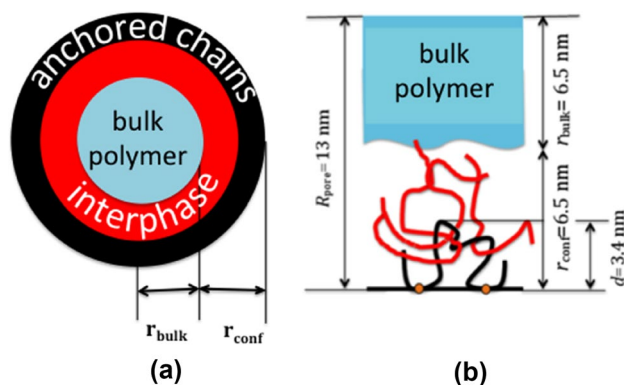 anchored chains
bulk
polymer
interphase
r_bulk
r_conf
(a)
bulk
polymer
R_pore= 13 nm
r_bulk= 6.5 nm
r_conf=6.5 nm
d=3.4 nm
(b)